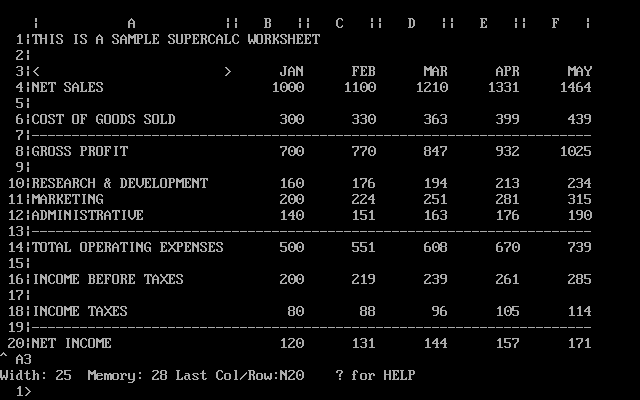 |           A           ||   B   ||   C   ||   D   ||   E   ||   F   |
1|THIS IS A SAMPLE SUPERCALC WORKSHEET
2|
3|<                       >      JAN      FEB      MAR      APR      MAY
4|NET SALES                     1000     1100     1210     1331     1464
5|
6|COST OF GOODS SOLD             300      330      363      399      439
7|----------------------------------------------------------------------
8|GROSS PROFIT                   700      770      847      932     1025
9|
10|RESEARCH & DEVELOPMENT         160      176      194      213      234
11|MARKETING                      200      224      251      281      315
12|ADMINISTRATIVE                 140      151      163      176      190
13|----------------------------------------------------------------------
14|TOTAL OPERATING EXPENSES       500      551      608      670      739
15|
16|INCOME BEFORE TAXES            200      219      239      261      285
17|
18|INCOME TAXES                    80       88       96      105      114
19|----------------------------------------------------------------------
20|NET INCOME                     120      131      144      157      171
^ A3
Width: 25  Memory: 28 Last Col/Row:N20    ? for HELP
1>